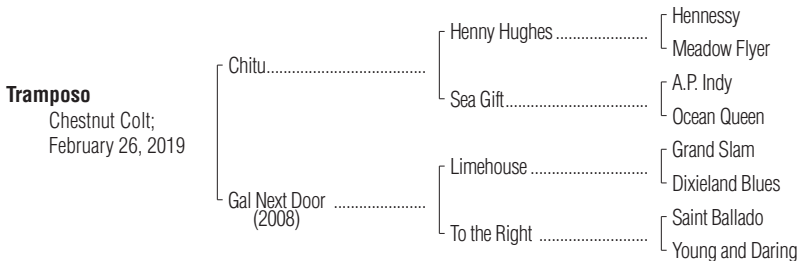 Tramposo
Chestnut Colt;
February 26, 2019
Chitu
Henny Hughes
Hennessy
Meadow Flyer
Sea Gift
A.P. Indy
Ocean Queen
Gal Next Door
(2008)
Limehouse
Grand Slam
Dixieland Blues
To the Right
Saint Ballado
Young and Daring